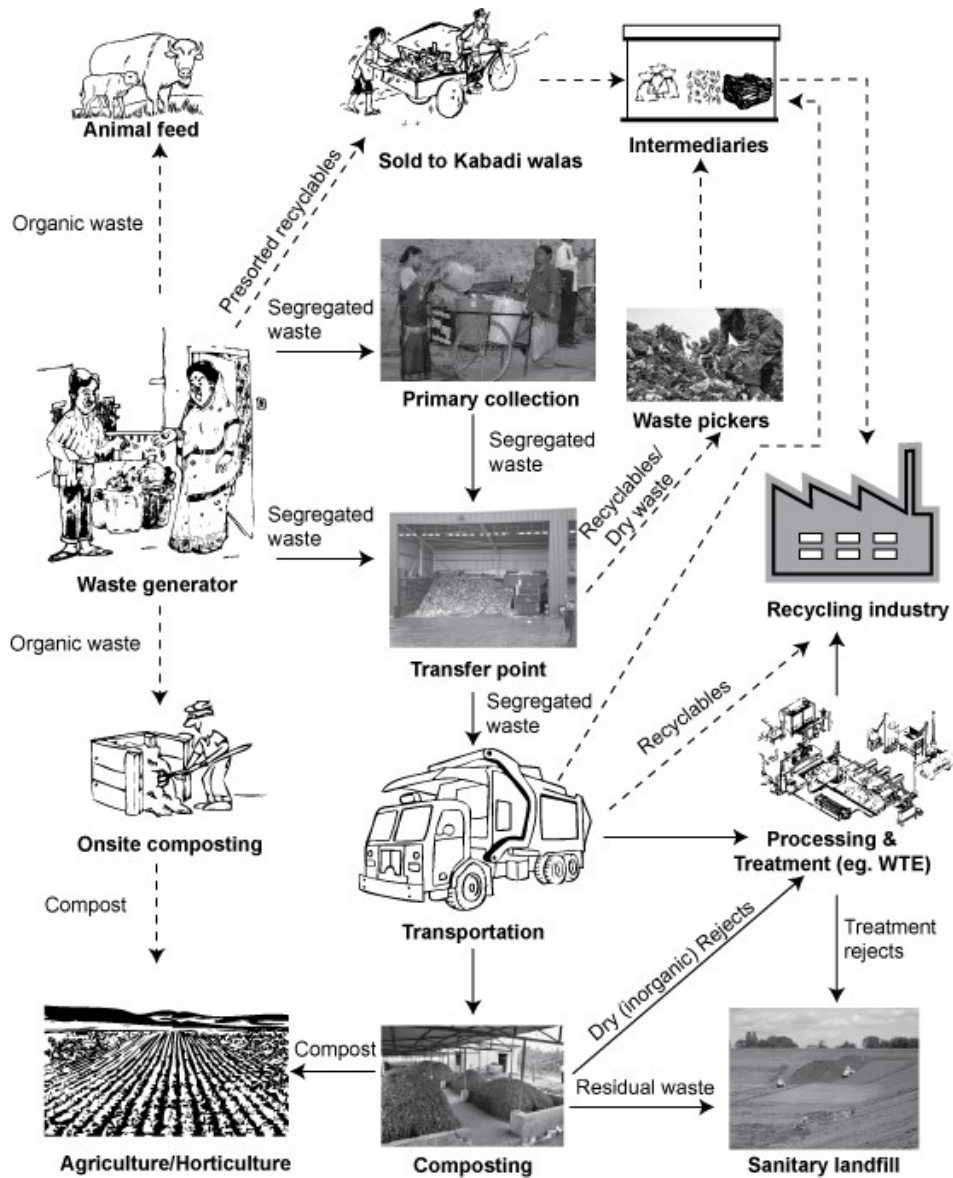 Animal feed
Sold to Kabadi walas
Intermediaries
Organic waste
Presorted recyclables
Segregated
waste
Primary collection
Waste pickers
Segregated
waste
Recyclables/
Dry waste
Segregated
waste
Waste generator
Recycling industry
Organic waste
Transfer point
Segregated
waste
Recyclables
Onsite composting
Processing &
Treatment (eg. WTE)
Compost
Transportation
Dry (inorganic) Rejects
Treatment
rejects
Compost
Residual waste
Agriculture/Horticulture
Composting
Sanitary landfill